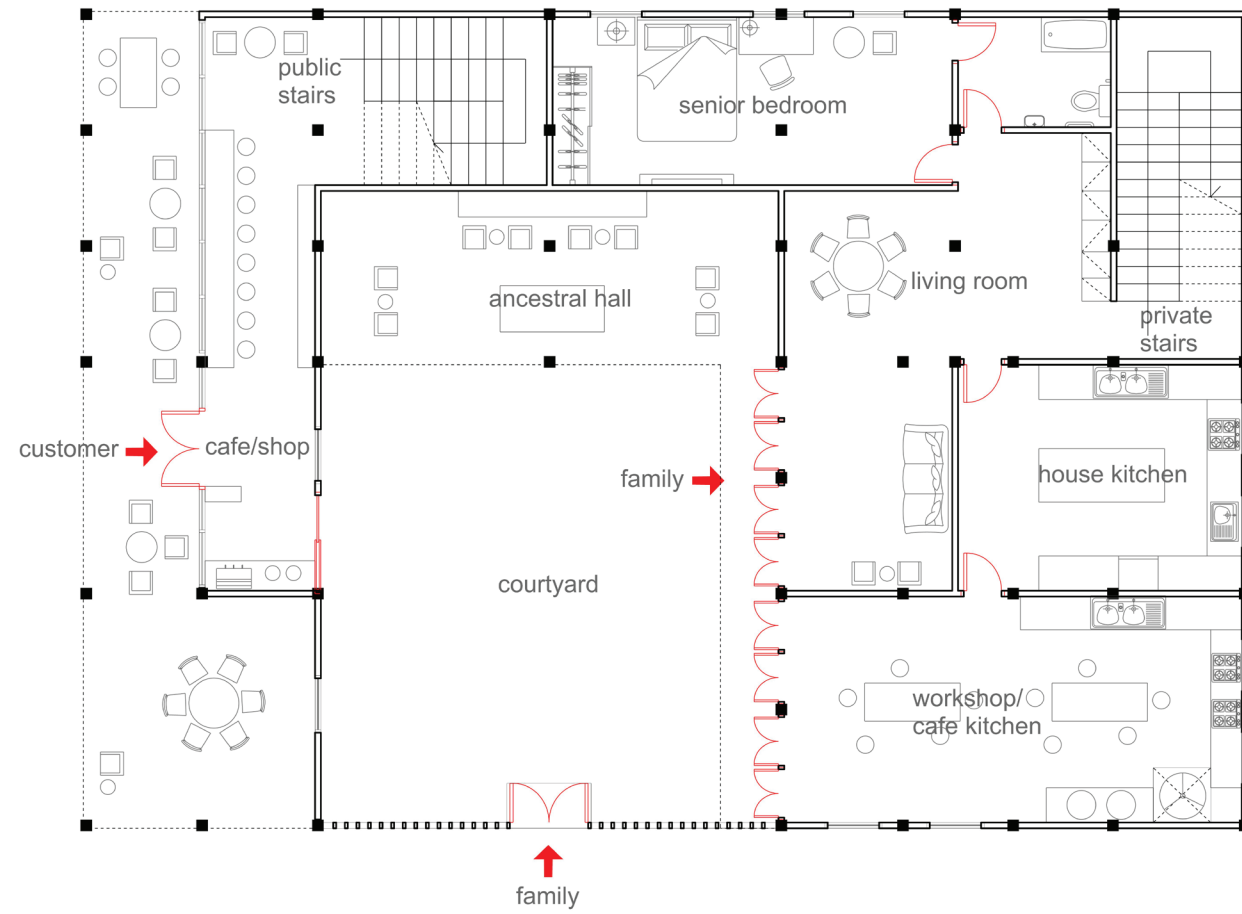 public
stairs
senior bedroom
ancestral hall
living room
private
stairs
customer
cafe/shop
family
house kitchen
courtyard
workshop/
cafe kitchen
family